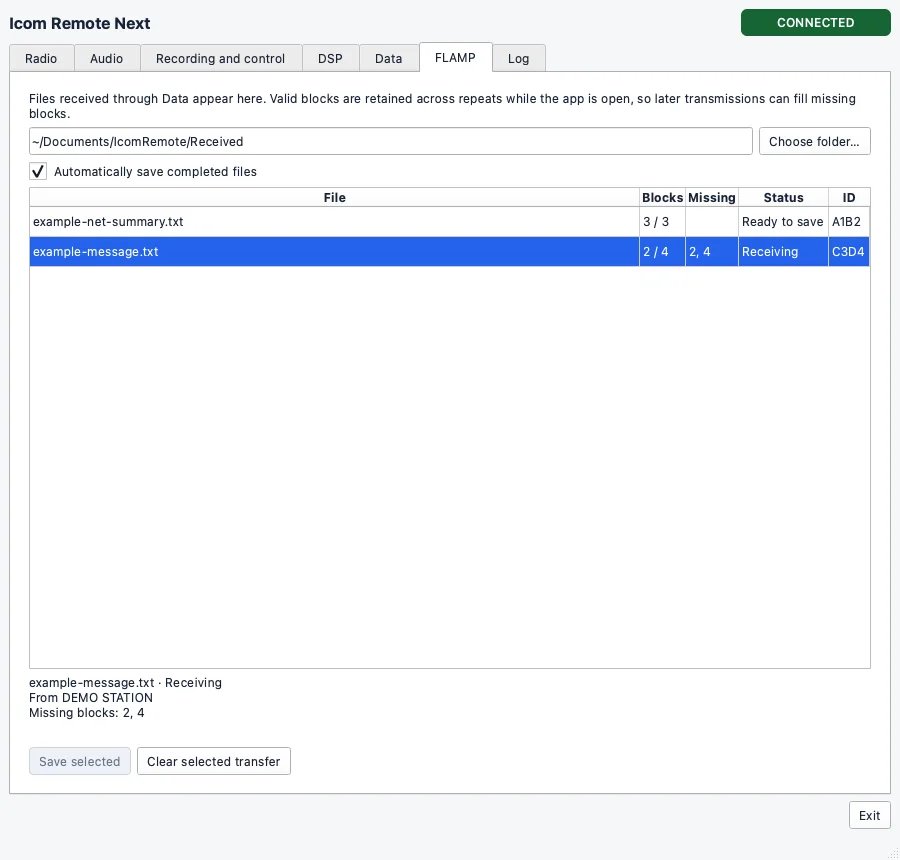 Icom Remote Next
CONNECTED
Radio Audio Recording and control DSP Data FLAMP Log
Files received through Data appear here. Valid blocks are retained across repeats while the app is open, so later transmissions can fill missing
blocks.
~/Documents/IcomRemote/Received Choose folder...
Automatically save completed files
File Blocks Missing Status ID
example-net-summary.txt 3 / 3 Ready to save A1B2
example-message.txt 2 / 4 2, 4 Receiving C3D4
example-message.txt · Receiving
From DEMO STATION
Missing blocks: 2, 4
Save selected Clear selected transfer
Exit